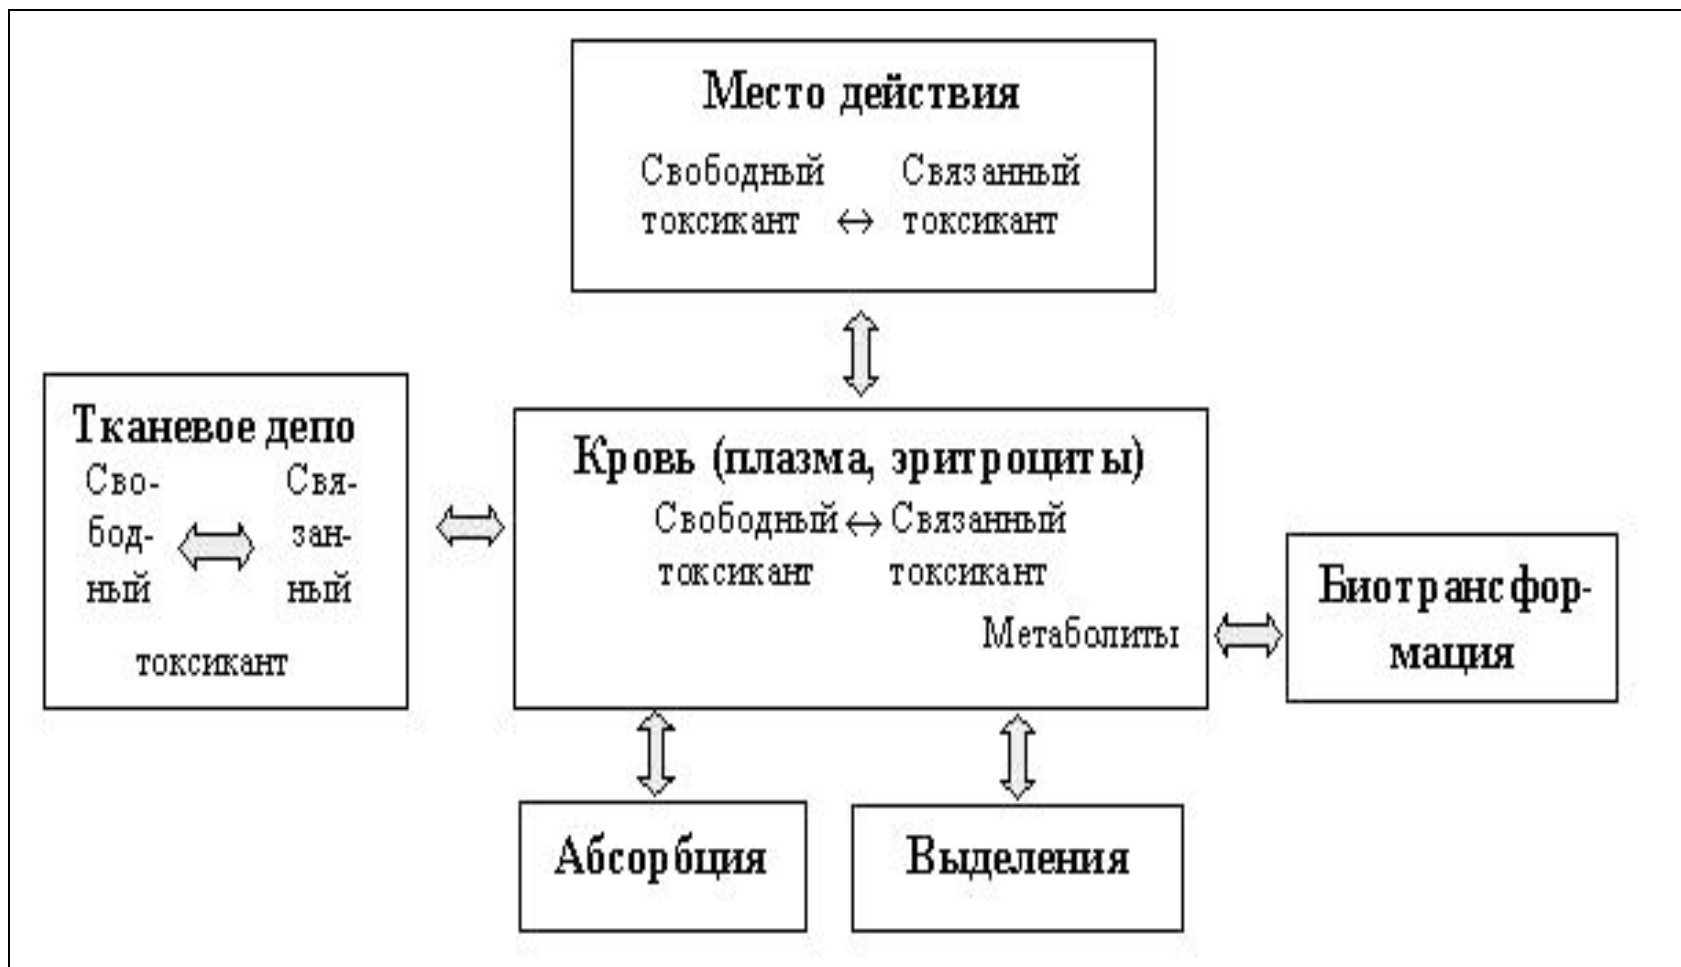 Место действия
Свободный Связанный
токсикант ↔ токсикант
Тканевое депо
Сво- Свя-
бод- зан-
ный ный
токсикант
Кровь (плазма, эритроциты)
Свободный ↔ Связанный
токсикант токсикант
Метаболиты
Биотрансфор-
мация
Абсорбция
Выделения